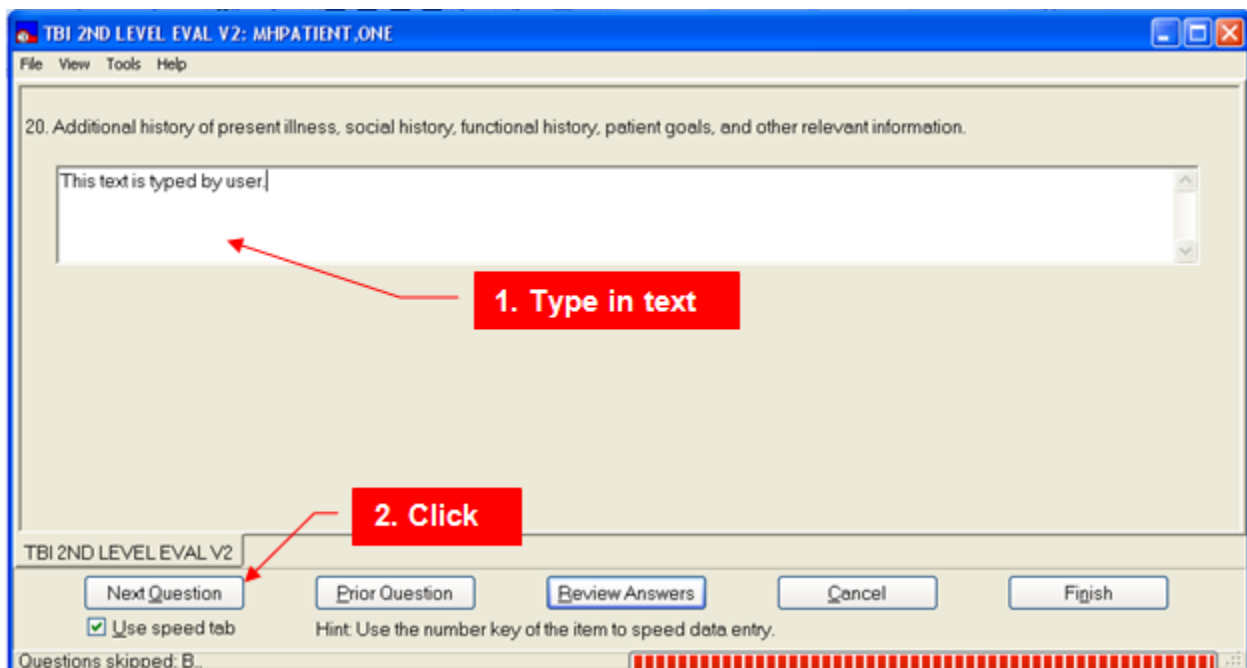 TBI 2ND LEVEL EVAL V2: MHPATIENT,ONE
File View Tools Help
20. Additional history of present illness, social history, functional history, patient goals, and other relevant information.
This text is typed by user.
1. Type in text
2. Click
TBI 2ND LEVEL EVAL V2
Next Question Prior Question Review Answers Cancel Finish
Use speed tab Hint: Use the number key of the item to speed data entry.
Questions skipped: B..